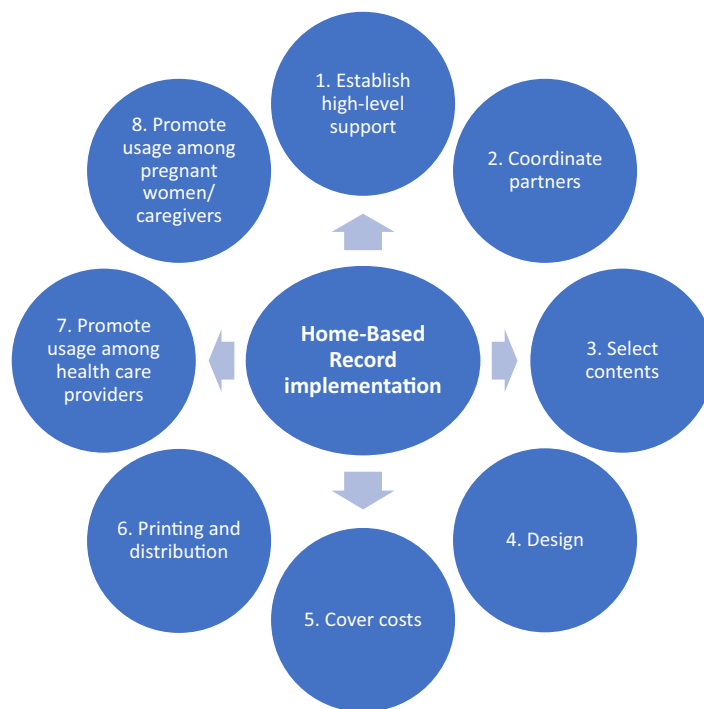 1. Establish
high-level
support
2. Coordinate
partners
3. Select
contents
4. Design
5. Cover costs
6. Printing and
distribution
7. Promote
usage among
health care
providers
8. Promote
usage among
pregnant
women/
caregivers
Home-Based
Record
implementation